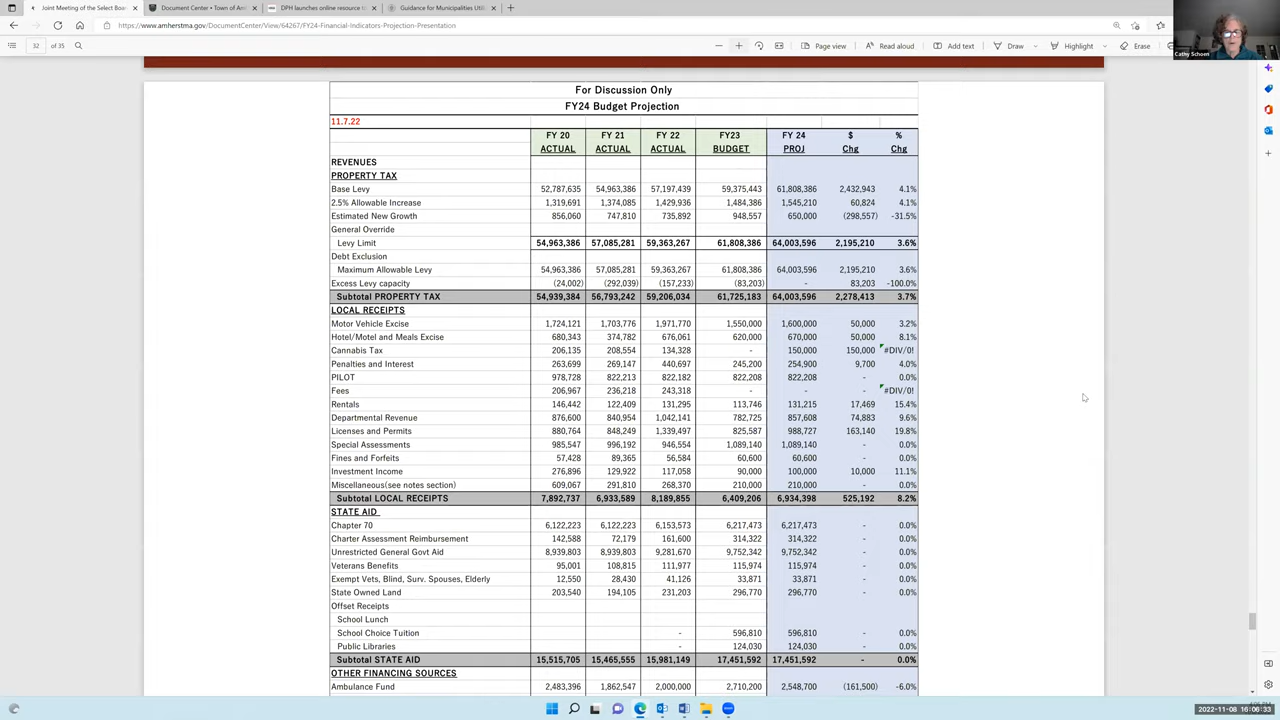 Joint Meeting of the Select Boa
Document Center • Town of Am
DPH launches online resource to
Guidance for Municipalities Utili
https://www.amherstma.gov/DocumentCenter/View/64267/FY24-Financial-Indicators-Projection-Presentation
32 of 35
Page view
Read aloud
Add text
Draw
Highlight
Erase
Cathy Schoen
For Discussion Only
FY24 Budget Projection
11.7.22
FY 20 FY 21 FY 22 FY23 FY 24 $ %
ACTUAL ACTUAL ACTUAL BUDGET PROJ Chg Chg
REVENUES
PROPERTY TAX
Base Levy 52,787,635 54,963,386 57,197,439 59,375,443 61,808,386 2,432,943 4.1%
2.5% Allowable Increase 1,319,691 1,374,085 1,429,936 1,484,386 1,545,210 60,824 4.1%
Estimated New Growth 856,060 747,810 735,892 948,557 650,000 (298,557) -31.5%
General Override
Levy Limit 54,963,386 57,085,281 59,363,267 61,808,386 64,003,596 2,195,210 3.6%
Debt Exclusion
Maximum Allowable Levy 54,963,386 57,085,281 59,363,267 61,808,386 64,003,596 2,195,210 3.6%
Excess Levy capacity (24,002) (292,039) (157,233) (83,203) - 83,203 -100.0%
Subtotal PROPERTY TAX 54,939,384 56,793,242 59,206,034 61,725,183 64,003,596 2,278,413 3.7%
LOCAL RECEIPTS
Motor Vehicle Excise 1,724,121 1,703,776 1,971,770 1,550,000 1,600,000 50,000 3.2%
Hotel/Motel and Meals Excise 680,343 374,782 676,061 620,000 670,000 50,000 8.1%
Cannabis Tax 206,135 208,554 134,328 - 150,000 150,000 #DIV/0!
Penalties and Interest 263,699 269,147 440,697 245,200 254,900 9,700 4.0%
PILOT 978,728 822,213 822,182 822,208 822,208 - 0.0%
Fees 206,967 236,218 243,318 - - - #DIV/0!
Rentals 146,442 122,409 131,295 113,746 131,215 17,469 15.4%
Departmental Revenue 876,600 840,954 1,042,141 782,725 857,608 74,883 9.6%
Licenses and Permits 880,764 848,249 1,339,497 825,587 988,727 163,140 19.8%
Special Assessments 985,547 996,192 946,554 1,089,140 1,089,140 - 0.0%
Fines and Forfeits 57,428 89,365 56,584 60,600 60,600 - 0.0%
Investment Income 276,896 129,922 117,058 90,000 100,000 10,000 11.1%
Miscellaneous(see notes section) 609,067 291,810 268,370 210,000 210,000 - 0.0%
Subtotal LOCAL RECEIPTS 7,892,737 6,933,589 8,189,855 6,409,206 6,934,398 525,192 8.2%
STATE AID
Chapter 70 6,122,223 6,122,223 6,153,573 6,217,473 6,217,473 - 0.0%
Charter Assessment Reimbursement 142,588 72,179 161,600 314,322 314,322 - 0.0%
Unrestricted General Govt Aid 8,939,803 8,939,803 9,281,670 9,752,342 9,752,342 - 0.0%
Veterans Benefits 95,001 108,815 111,977 115,974 115,974 - 0.0%
Exempt Vets, Blind, Surv. Spouses, Elderly 12,550 28,430 41,126 33,871 33,871 - 0.0%
State Owned Land 203,540 194,105 231,203 296,770 296,770 - 0.0%
Offset Receipts
School Lunch
School Choice Tuition - 596,810 596,810 - 0.0%
Public Libraries - 124,030 124,030 - 0.0%
Subtotal STATE AID 15,515,705 15,465,555 15,981,149 17,451,592 17,451,592 - 0.0%
OTHER FINANCING SOURCES
Ambulance Fund 2,483,396 1,862,547 2,000,000 2,710,200 2,548,700 (161,500) -6.0%
2022-11-08 16:06:33